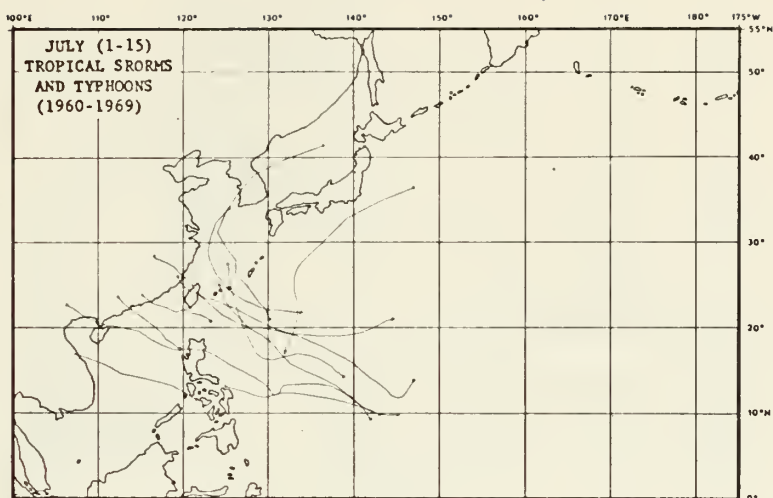 100°E 110° 120° 130° 140° 150° 160° 170°E 175°W
JULY (1-15)
TROPICAL SRORMS
AND TYPHOONS
(1960-1969)
55°N
50°
40°
30°
20°
10°N
0°